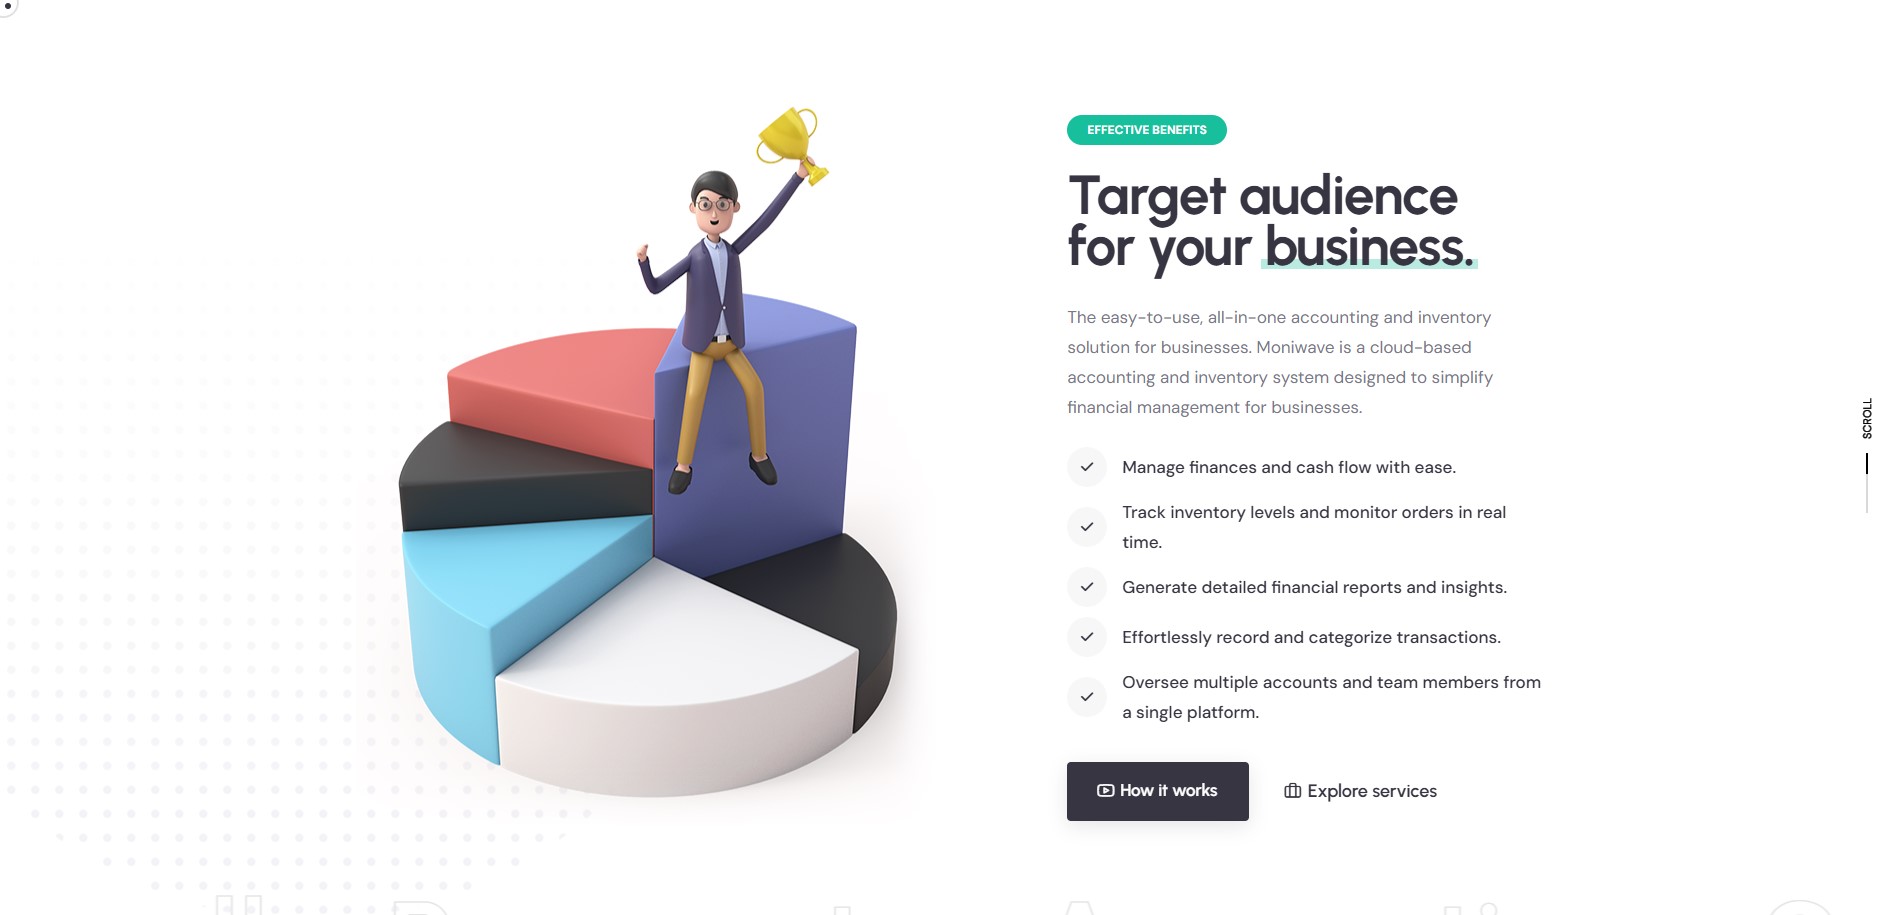 EFFECTIVE BENEFITS
Target audience
for your business.
The easy-to-use, all-in-one accounting and inventory
solution for businesses. Moniwave is a cloud-based
accounting and inventory system designed to simplify
financial management for businesses.
Manage finances and cash flow with ease.
Track inventory levels and monitor orders in real
time.
Generate detailed financial reports and insights.
Effortlessly record and categorize transactions.
Oversee multiple accounts and team members from
a single platform.
How it works
Explore services
SCROLL